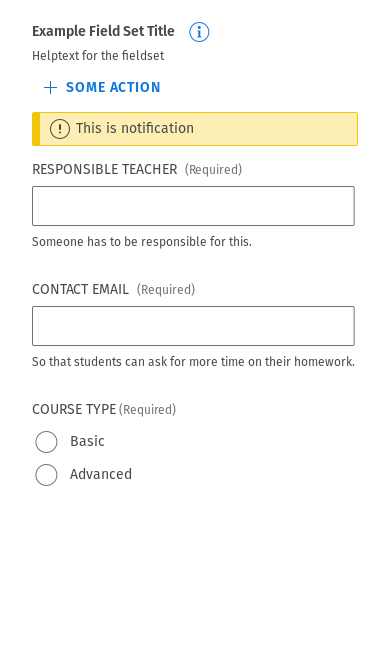 Example Field Set Title
Helptext for the fieldset
SOME ACTION
This is notification
RESPONSIBLE TEACHER (Required)
Someone has to be responsible for this.
CONTACT EMAIL (Required)
So that students can ask for more time on their homework.
COURSE TYPE (Required)
Basic
Advanced